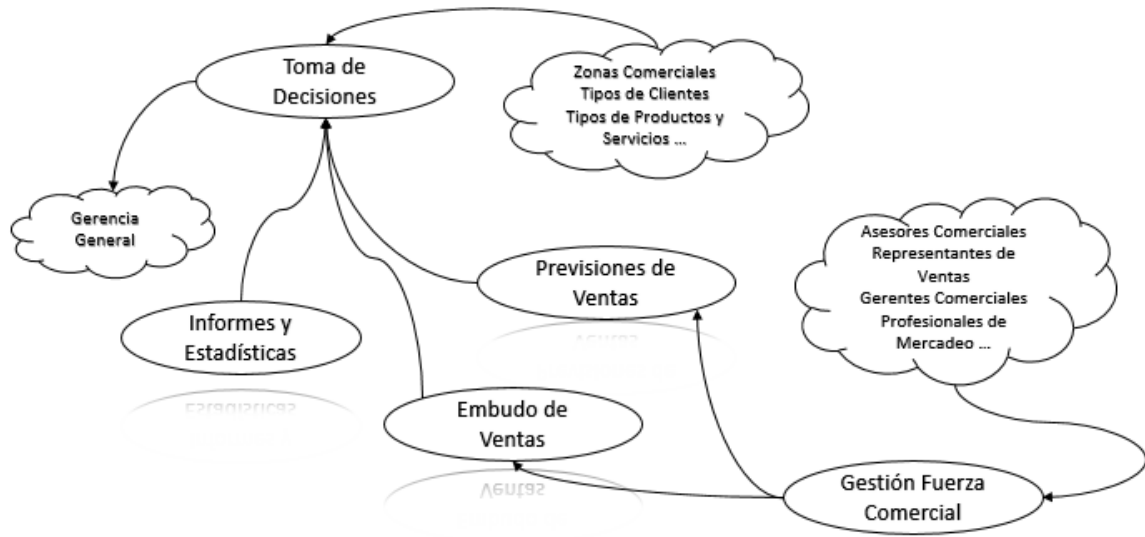 Toma de
Decisiones
Zonas Comerciales
Tipos de Clientes
Tipos de Productos y
Servicios ...
Gerencia
General
Asesores Comerciales
Representantes de
Ventas
Gerentes Comerciales
Profesionales de
Mercadeo ...
Previsiones de
Ventas
Informes y
Estadísticas
Embudo de
Ventas
Gestión Fuerza
Comercial